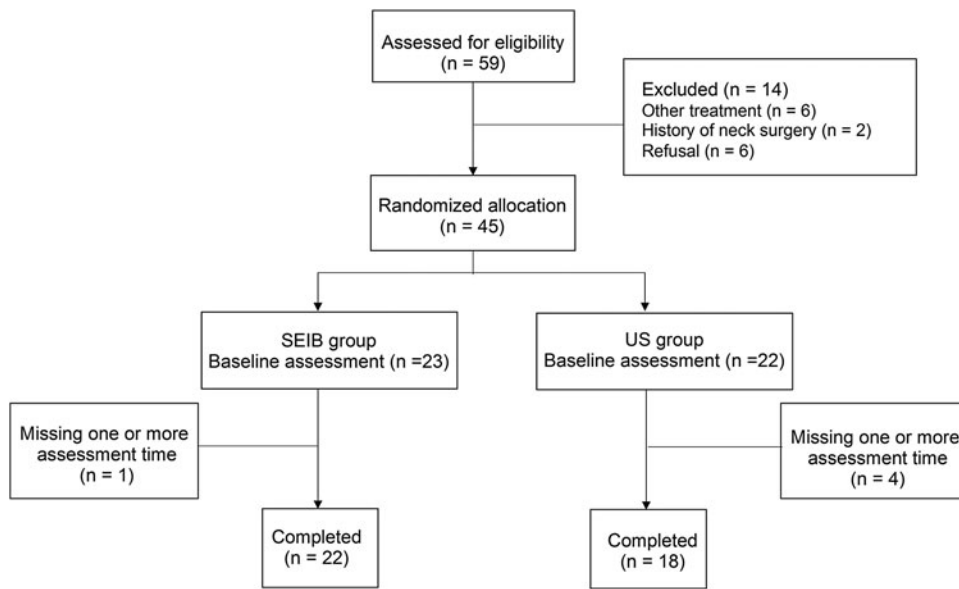 Assessed for eligibility
(n = 59)
Excluded (n = 14)
Other treatment (n = 6)
History of neck surgery (n = 2)
Refusal (n = 6)
Randomized allocation
(n = 45)
SEIB group
Baseline assessment (n =23)
US group
Baseline assessment (n =22)
Missing one or more
assessment time
(n = 1)
Missing one or more
assessment time
(n = 4)
Completed
(n = 22)
Completed
(n = 18)